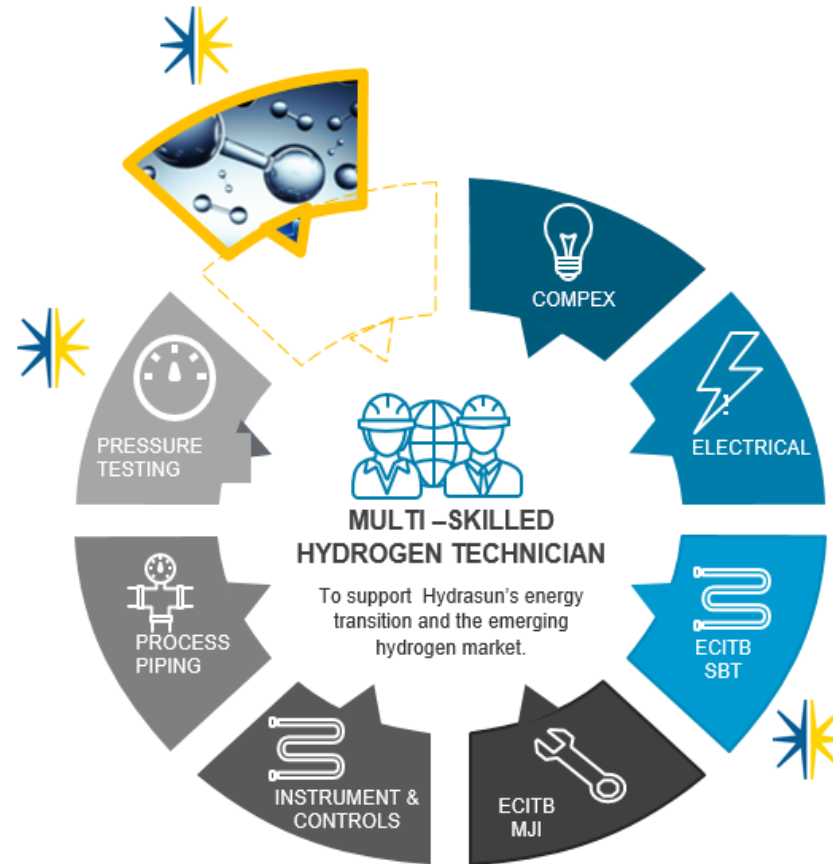 COMPEX
ELECTRICAL
PRESSURE
TESTING
MULTI –SKILLED
HYDROGEN TECHNICIAN
To support Hydrasun's energy
transition and the emerging
hydrogen market.
PROCESS
PIPING
ECITB
SBT
INSTRUMENT &
CONTROLS
ECITB
MJI